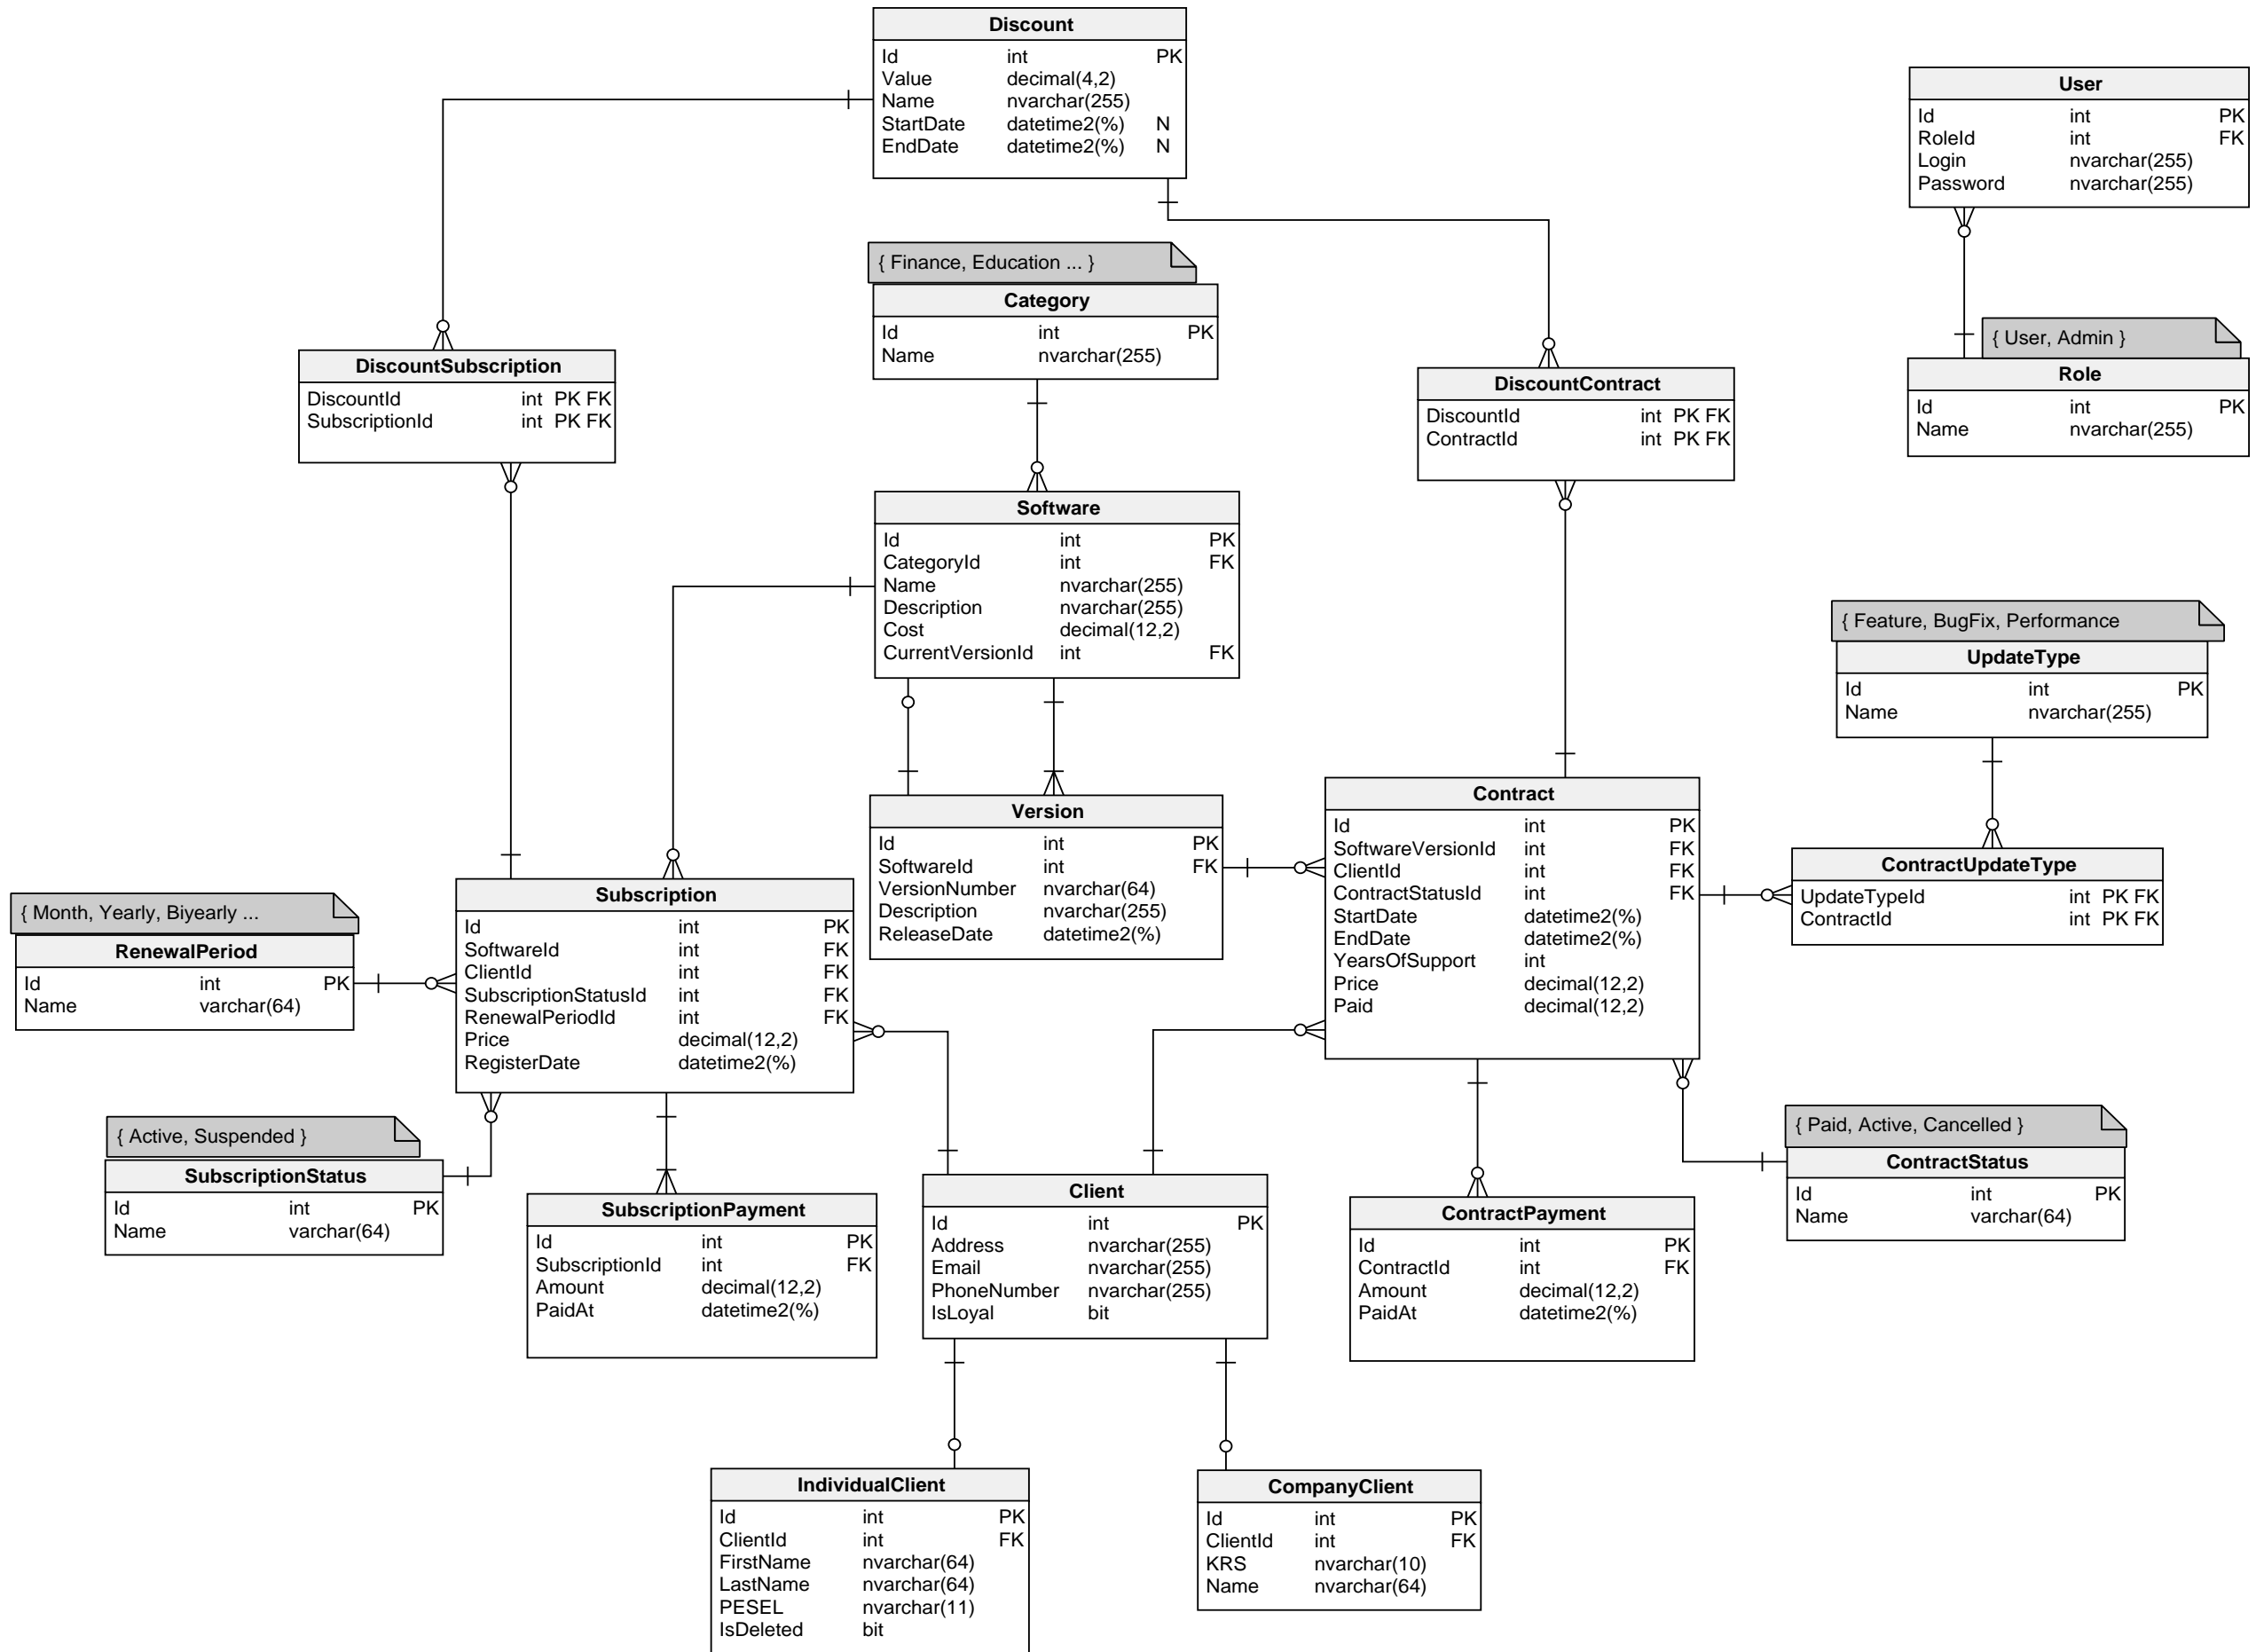 Discount
Id int PK
Value decimal(4,2)
Name nvarchar(255)
StartDate datetime2(%) N
EndDate datetime2(%) N
User
Id int PK
RoleId int FK
Login nvarchar(255)
Password nvarchar(255)
{ Finance, Education ... }
Category
Id int PK
Name nvarchar(255)
{ User, Admin }
Role
Id int PK
Name nvarchar(255)
DiscountSubscription
DiscountId int PK FK
SubscriptionId int PK FK
DiscountContract
DiscountId int PK FK
ContractId int PK FK
Software
Id int PK
CategoryId int FK
Name nvarchar(255)
Description nvarchar(255)
Cost decimal(12,2)
CurrentVersionId int FK
{ Feature, BugFix, Performance
UpdateType
Id int PK
Name nvarchar(255)
Version
Id int PK
SoftwareId int FK
VersionNumber nvarchar(64)
Description nvarchar(255)
ReleaseDate datetime2(%)
Contract
Id int PK
SoftwareVersionId int FK
ClientId int FK
ContractStatusId int FK
StartDate datetime2(%)
EndDate datetime2(%)
YearsOfSupport int
Price decimal(12,2)
Paid decimal(12,2)
ContractUpdateType
UpdateTypeId int PK FK
ContractId int PK FK
{ Month, Yearly, Biyearly ...
RenewalPeriod
Id int PK
Name varchar(64)
Subscription
Id int PK
SoftwareId int FK
ClientId int FK
SubscriptionStatusId int FK
RenewalPeriodId int FK
Price decimal(12,2)
RegisterDate datetime2(%)
{ Active, Suspended }
SubscriptionStatus
Id int PK
Name varchar(64)
SubscriptionPayment
Id int PK
SubscriptionId int FK
Amount decimal(12,2)
PaidAt datetime2(%)
Client
Id int PK
Address nvarchar(255)
Email nvarchar(255)
PhoneNumber nvarchar(255)
IsLoyal bit
ContractPayment
Id int PK
ContractId int FK
Amount decimal(12,2)
PaidAt datetime2(%)
{ Paid, Active, Cancelled }
ContractStatus
Id int PK
Name varchar(64)
IndividualClient
Id int PK
ClientId int FK
FirstName nvarchar(64)
LastName nvarchar(64)
PESEL nvarchar(11)
IsDeleted bit
CompanyClient
Id int PK
ClientId int FK
KRS nvarchar(10)
Name nvarchar(64)